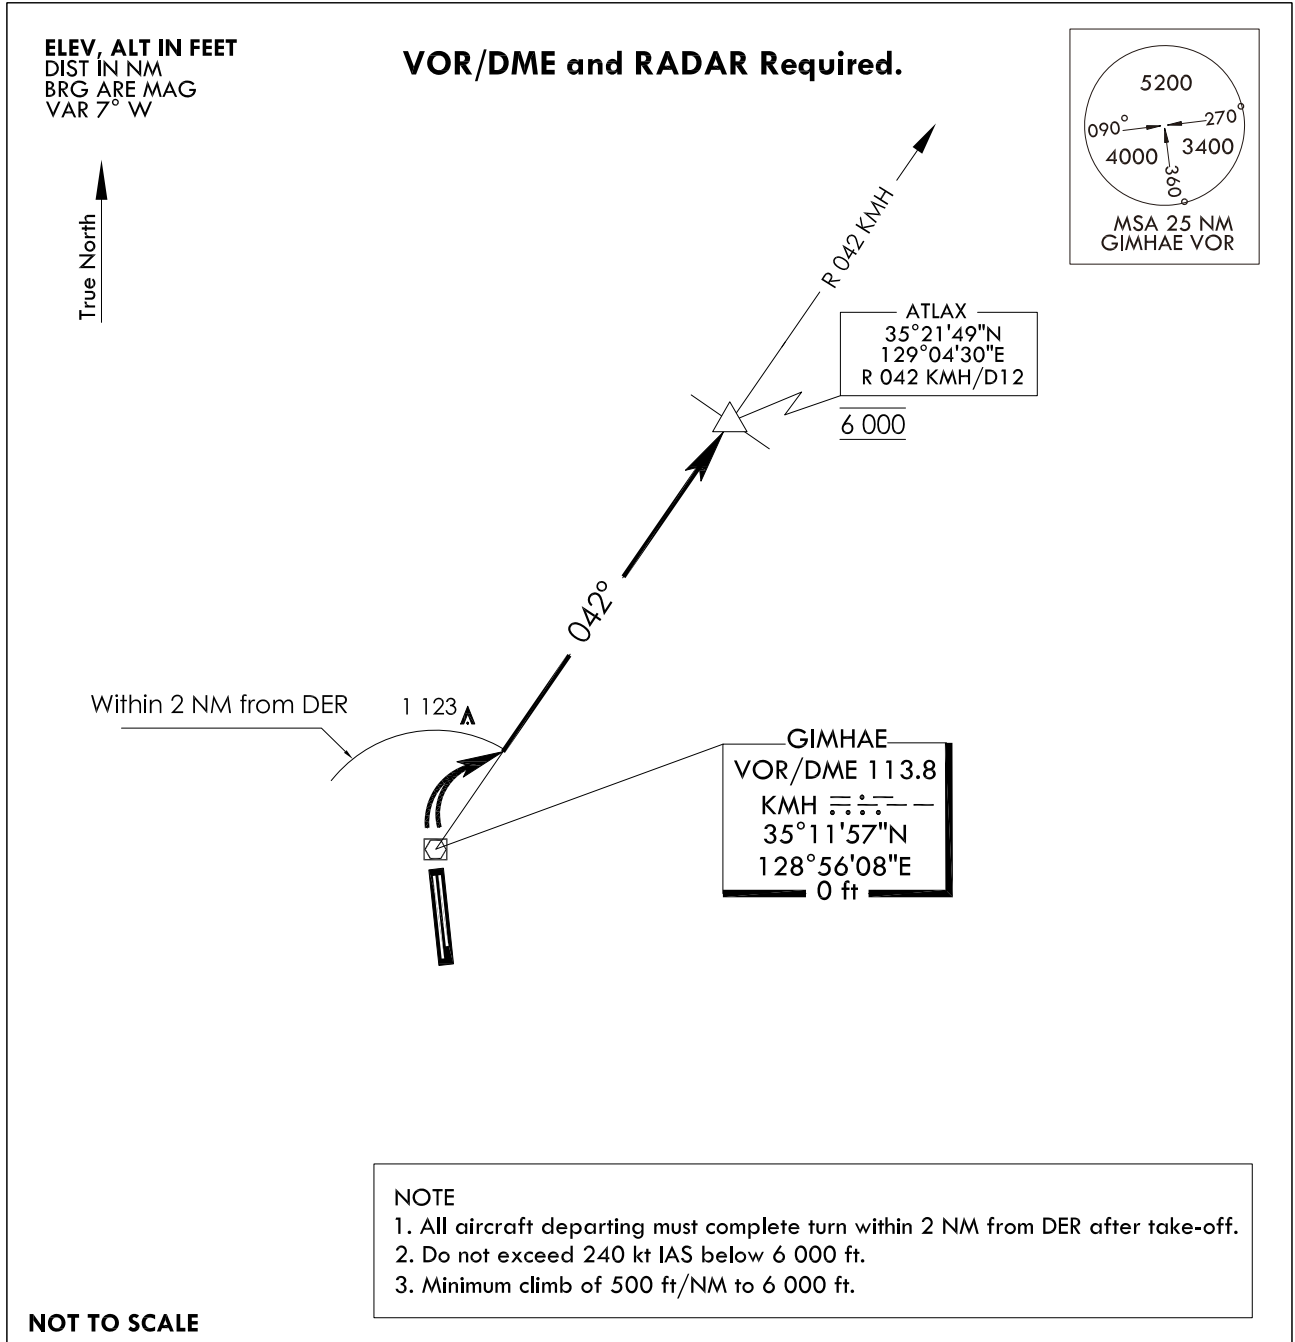 ELEV, ALT IN FEET
DIST IN NM
BRG ARE MAG
VAR 7° W
VOR/DME and RADAR Required.
5200
090°
270°
4000
3400
360°
MSA 25 NM
GIMHAE VOR
True North
R 042 KMH
ATLAX
35°21'49"N
129°04'30"E
R 042 KMH/D12
6 000
042°
Within 2 NM from DER
1 123
GIMHAE
VOR/DME 113.8
KMH
35°11'57"N
128°56'08"E
0 ft
NOTE
1. All aircraft departing must complete turn within 2 NM from DER after take-off.
2. Do not exceed 240 kt IAS below 6 000 ft.
3. Minimum climb of 500 ft/NM to 6 000 ft.
NOT TO SCALE